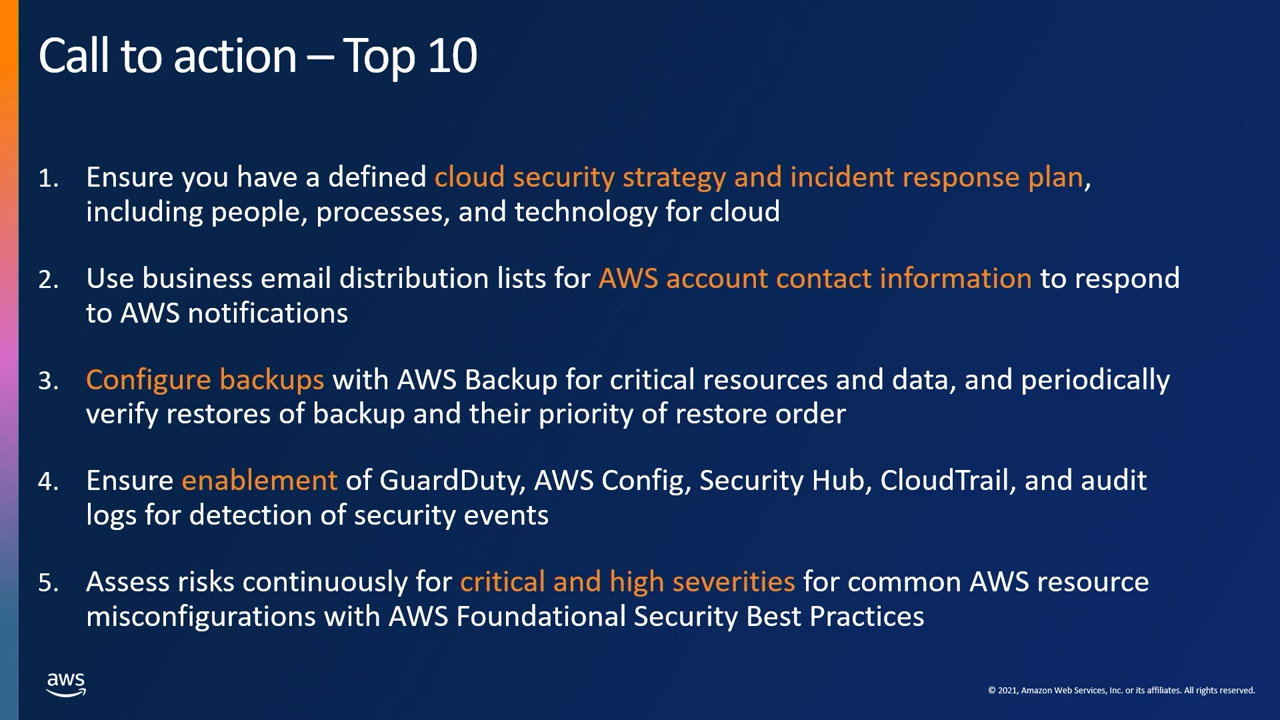 Call to action – Top 10
1. Ensure you have a defined cloud security strategy and incident response plan,
including people, processes, and technology for cloud
2. Use business email distribution lists for AWS account contact information to respond
to AWS notifications
3. Configure backups with AWS Backup for critical resources and data, and periodically
verify restores of backup and their priority of restore order
4. Ensure enablement of GuardDuty, AWS Config, Security Hub, CloudTrail, and audit
logs for detection of security events
5. Assess risks continuously for critical and high severities for common AWS resource
misconfigurations with AWS Foundational Security Best Practices
aws
© 2021, Amazon Web Services, Inc. or its affiliates. All rights reserved.